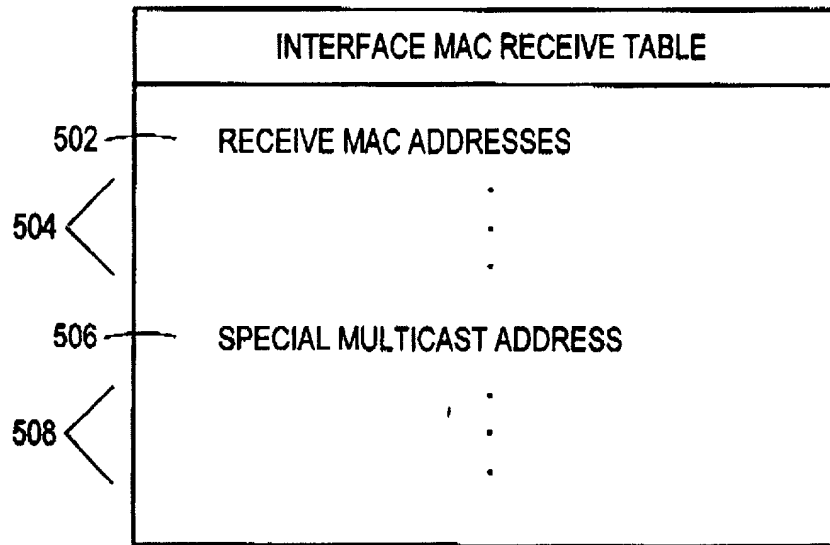 INTERFACE MAC RECEIVE TABLE
502 RECEIVE MAC ADDRESSES
504
506 SPECIAL MULTICAST ADDRESS
508